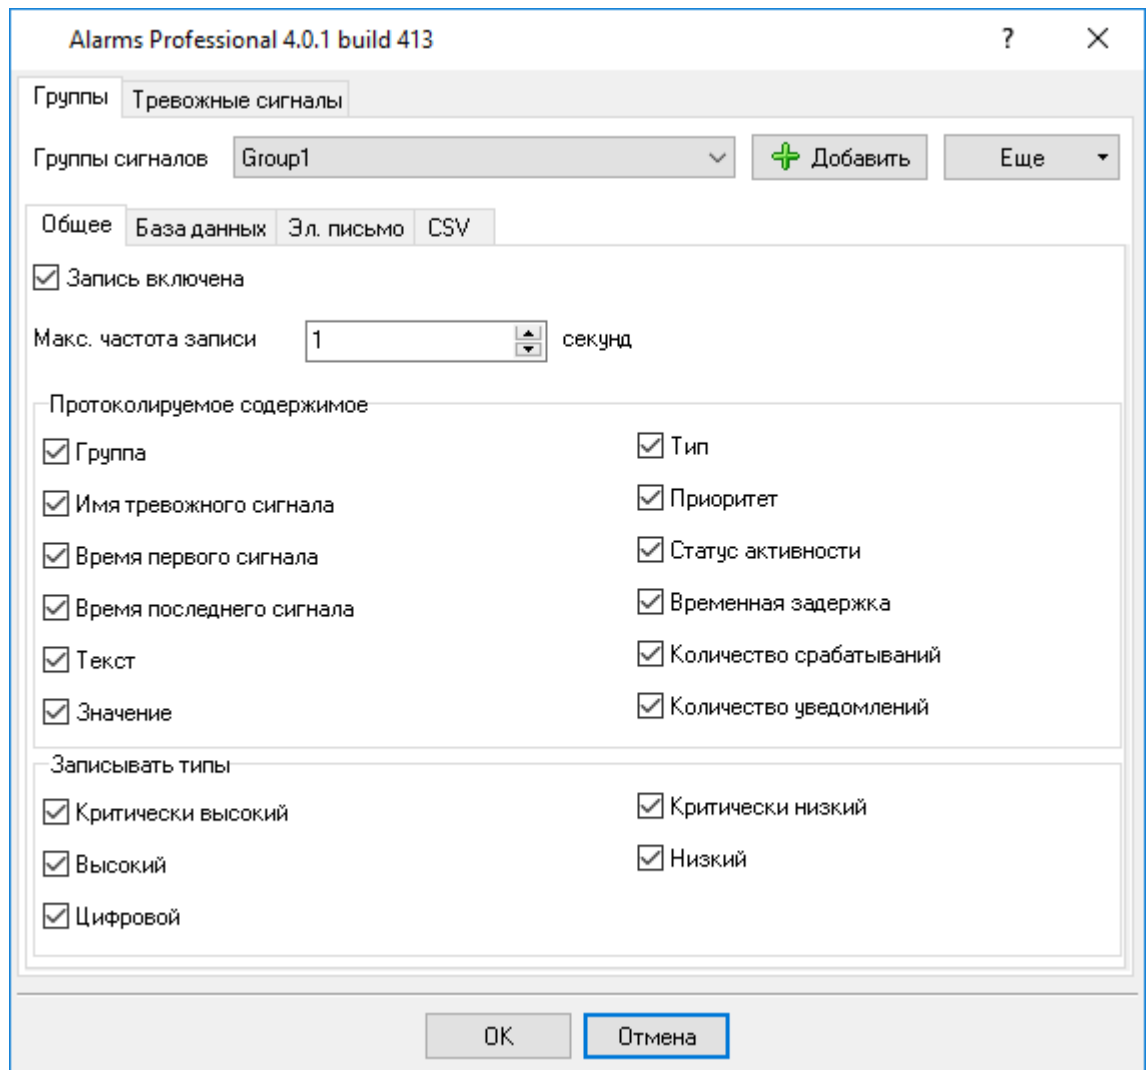 Alarms Professional 4.0.1 build 413 ?
Группы Тревожные сигналы
Группы сигналов Group1 Добавить Еще
Общее База данных Эл. письмо CSV
Запись включена
Макс. частота записи 1 секунд
Протоколируемое содержимое
Группа Тип
Имя тревожного сигнала Приоритет
Время первого сигнала Статус активности
Время последнего сигнала Временная задержка
Текст Количество срабатываний
Значение Количество уведомлений
Записывать типы
Критически высокий Критически низкий
Высокий Низкий
Цифровой
OK Отмена